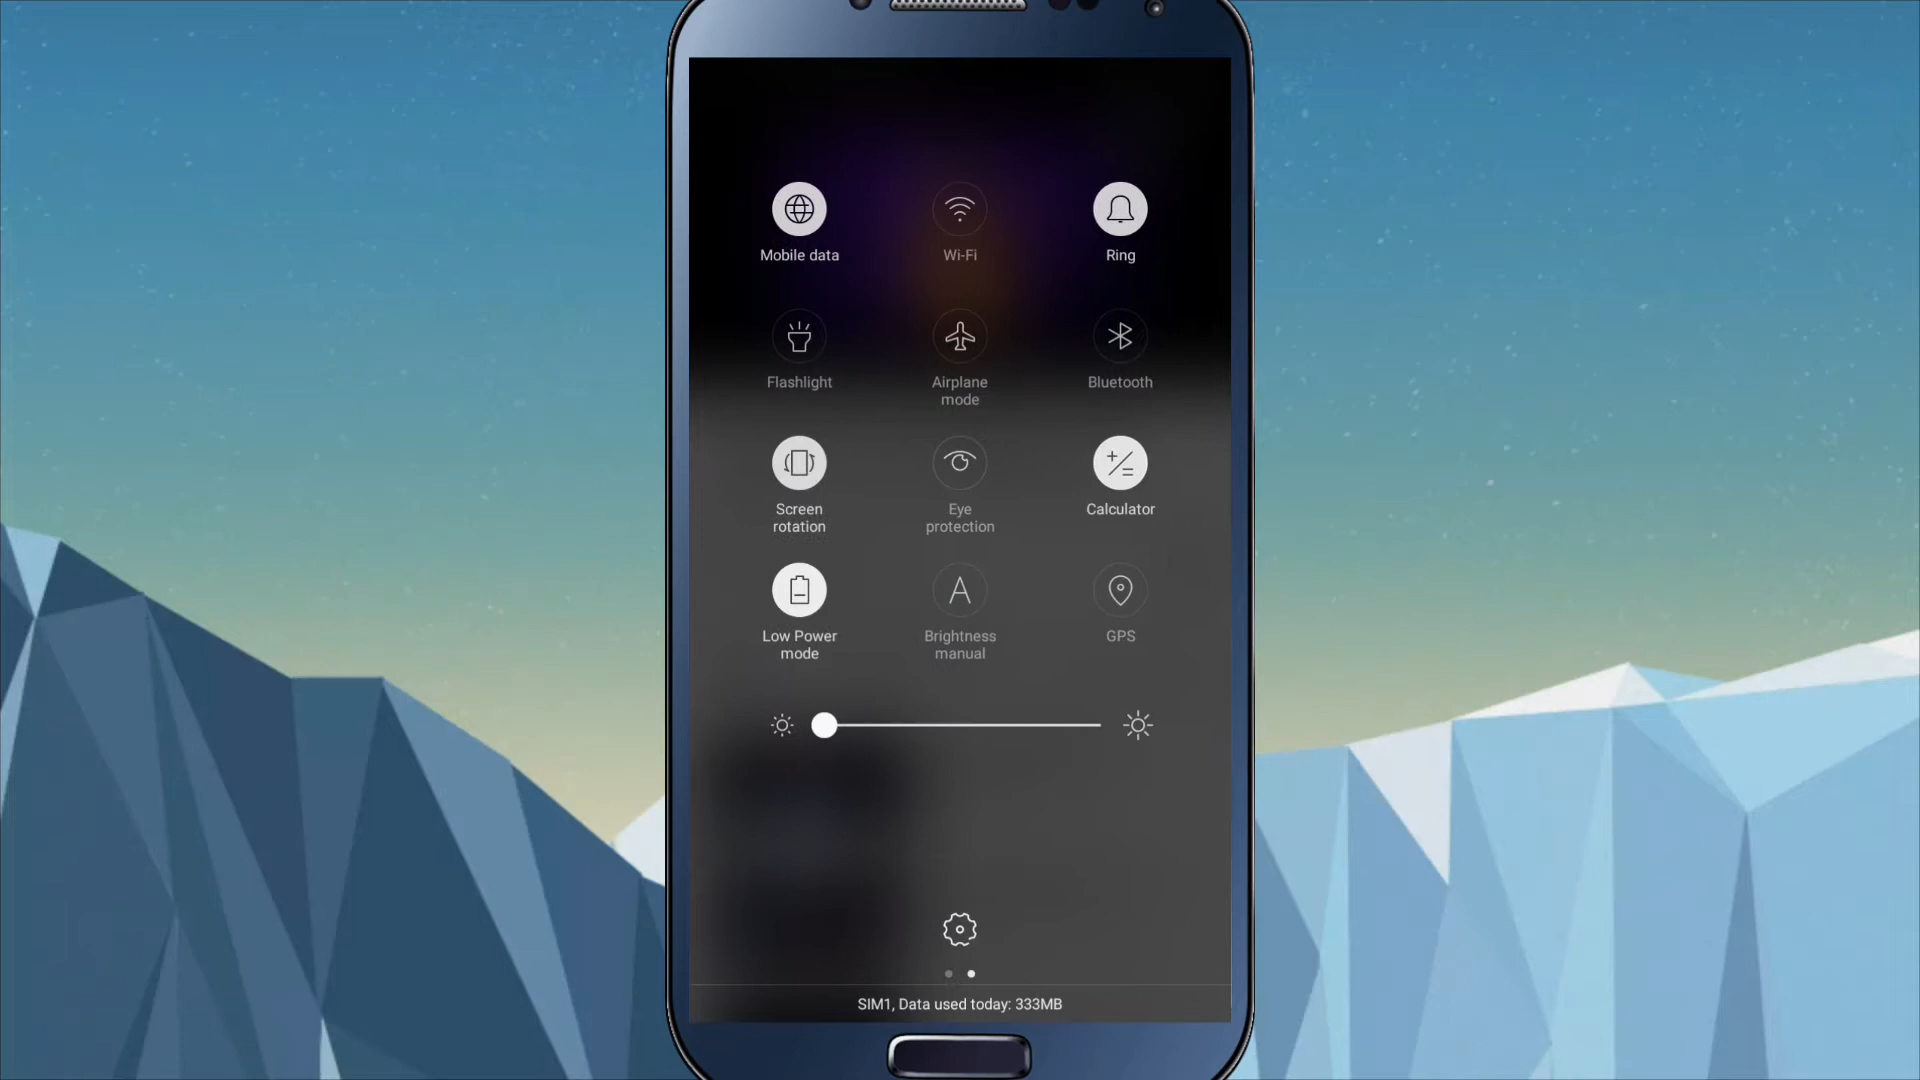 Mobile data
Wi-Fi
Ring
Flashlight
Airplane
mode
Bluetooth
Screen
rotation
Eye
protection
Calculator
Low Power
mode
Brightness
manual
GPS
SIM1, Data used today: 333MB